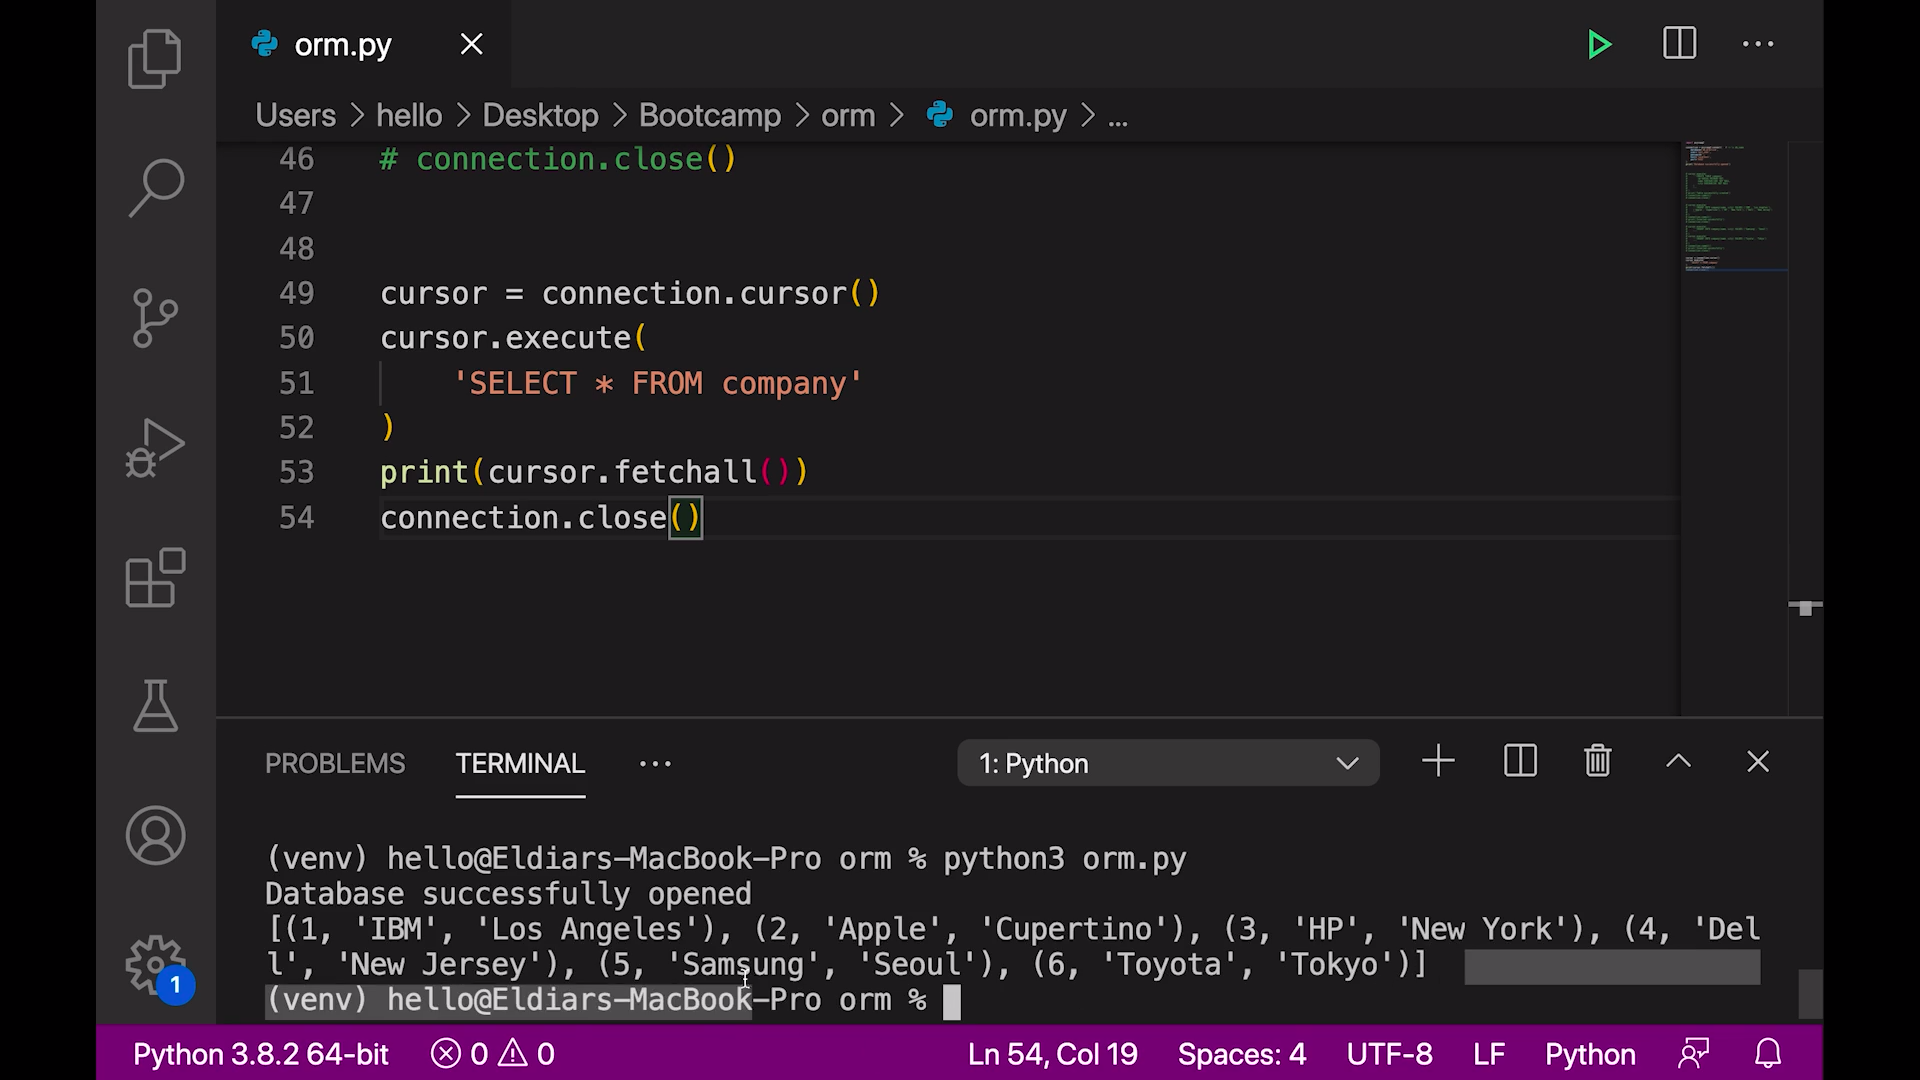 orm.py
Users > hello > Desktop > Bootcamp > orm > orm.py > ...
46 # connection.close()
47
48
49 cursor = connection.cursor()
50 cursor.execute(
51 'SELECT * FROM company'
52 )
53 print(cursor.fetchall())
54 connection.close()
PROBLEMS TERMINAL ... 1: Python
(venv) hello@Eldiars-MacBook-Pro orm % python3 orm.py
Database successfully opened
[(1, 'IBM', 'Los Angeles'), (2, 'Apple', 'Cupertino'), (3, 'HP', 'New York'), (4, 'Del
l', 'New Jersey'), (5, 'Samsung', 'Seoul'), (6, 'Toyota', 'Tokyo')]
(venv) hello@Eldiars-MacBook-Pro orm %
1
Python 3.8.2 64-bit 0 0 Ln 54, Col 19 Spaces: 4 UTF-8 LF Python